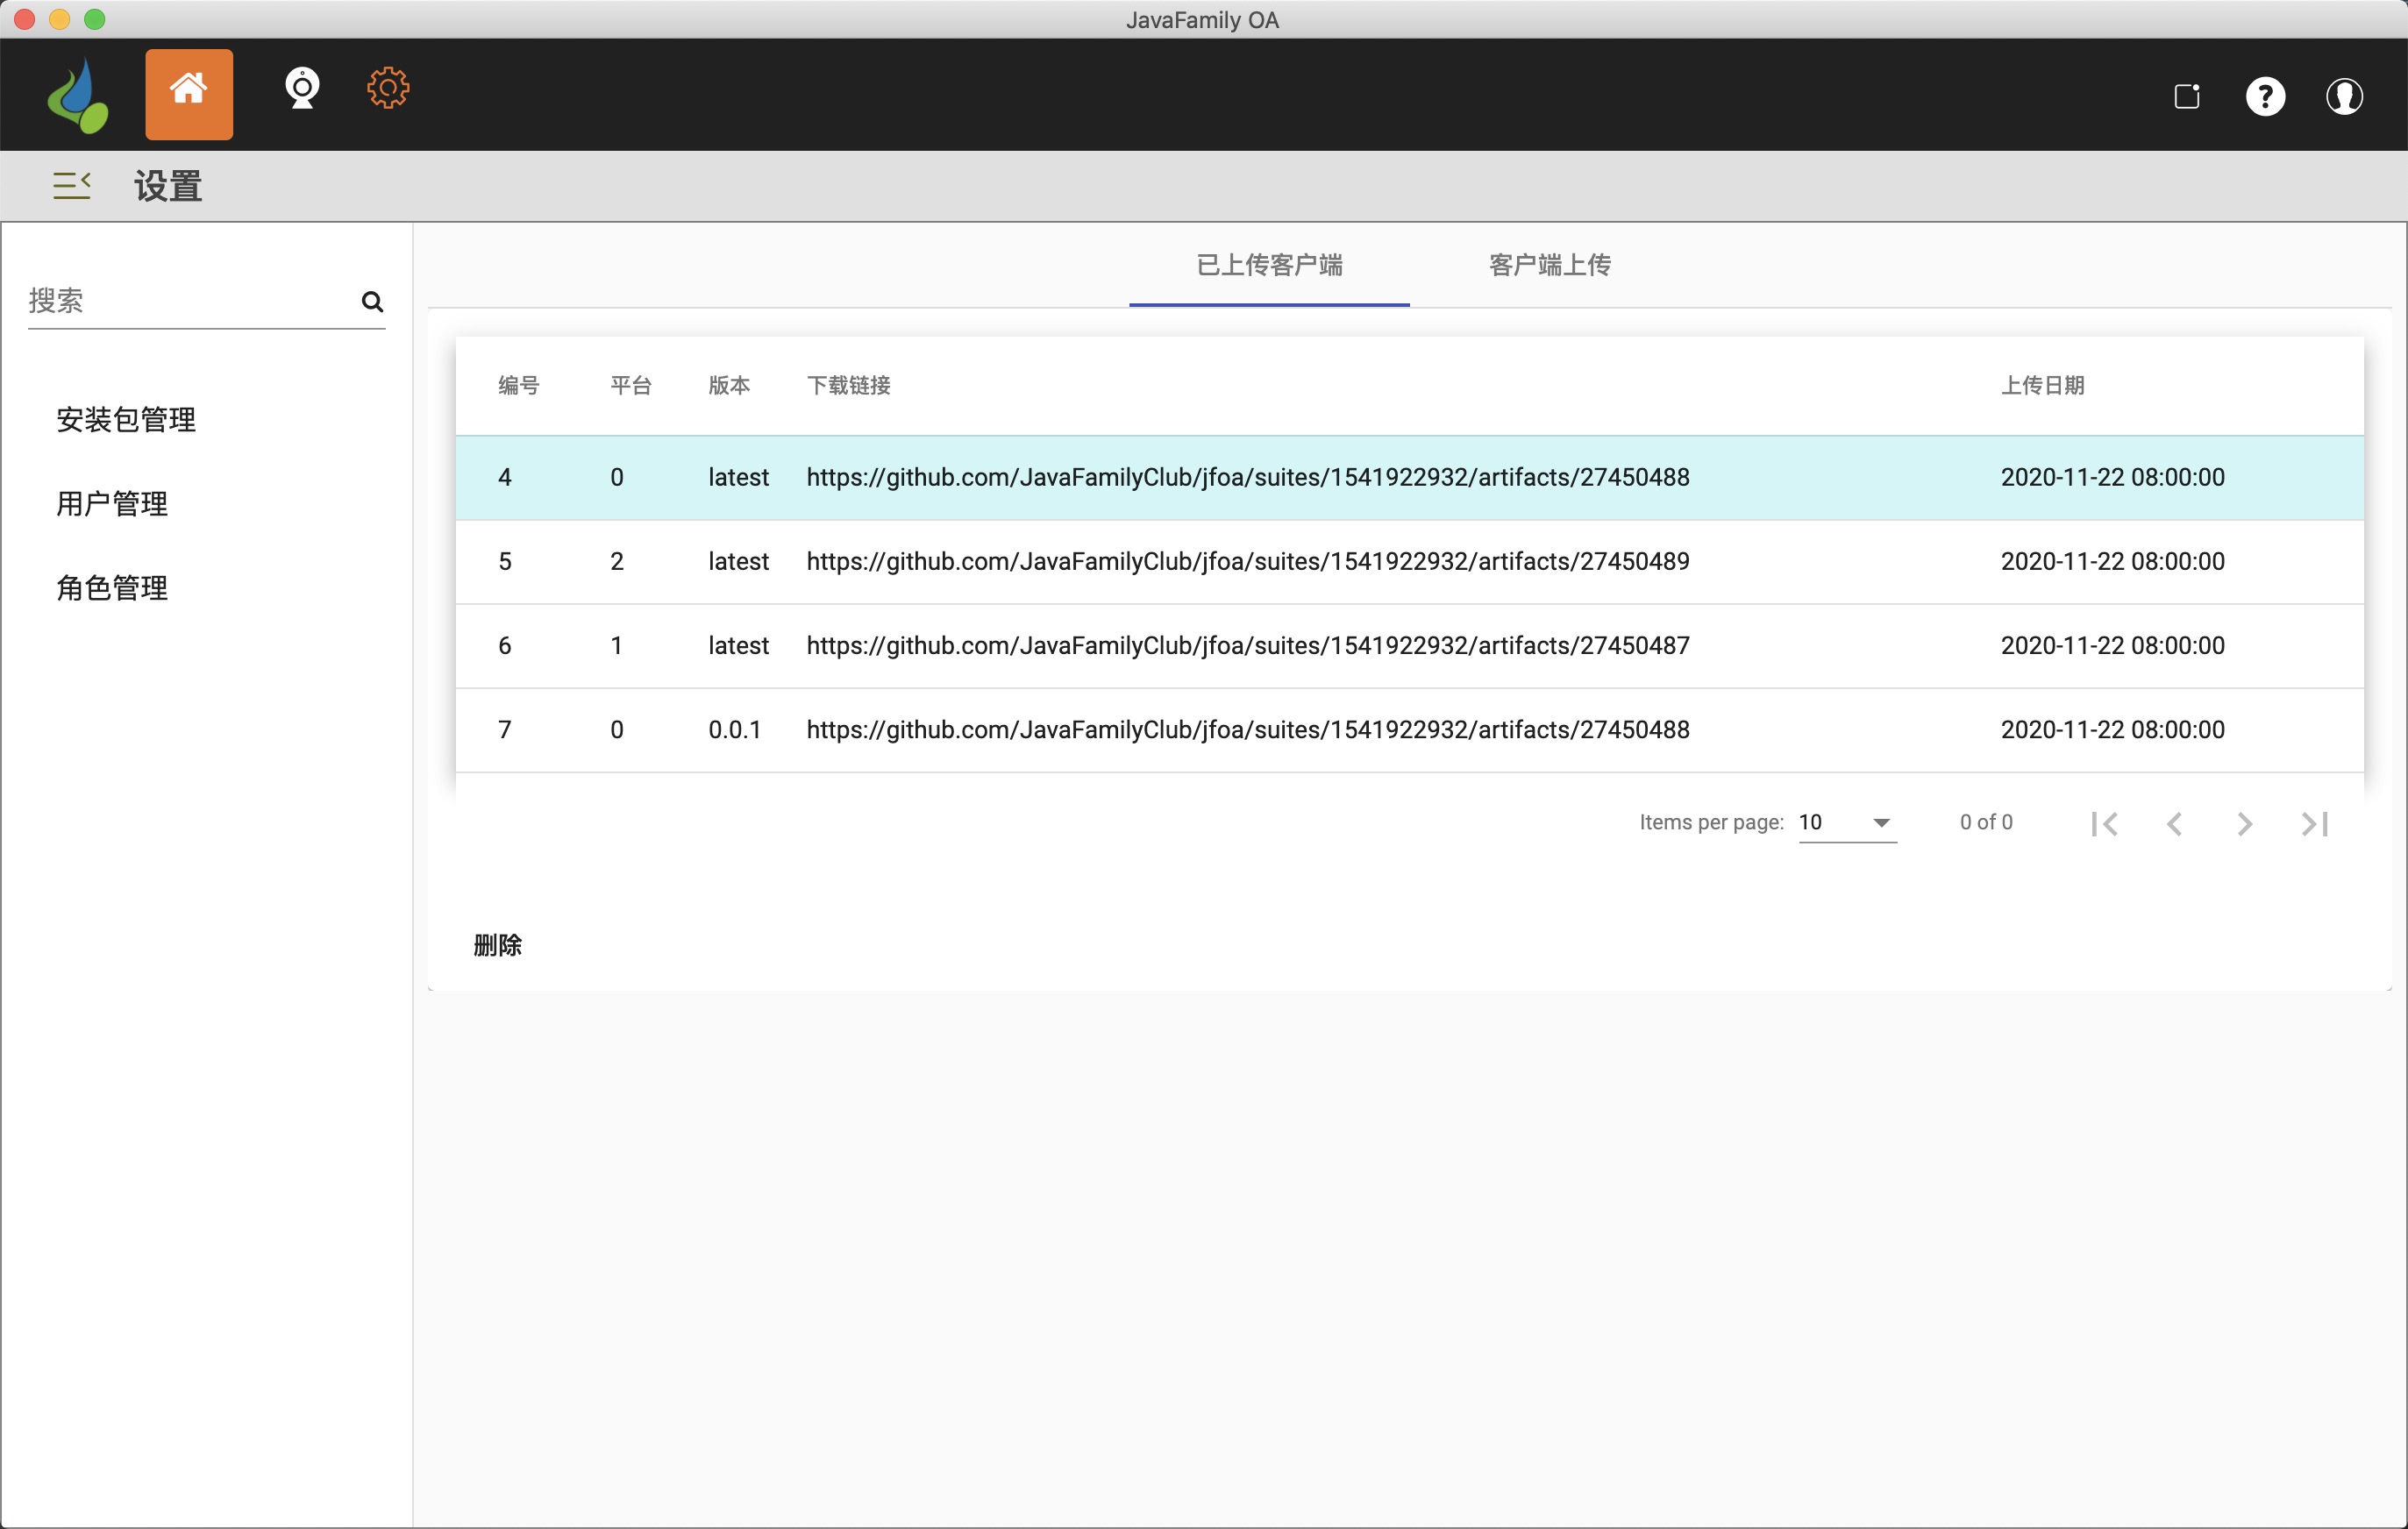 JavaFamily OA
设置
搜索
安装包管理
用户管理
角色管理
已上传客户端 客户端上传
编号 平台 版本 下载链接 上传日期
4 0 latest https://github.com/JavaFamilyClub/jfoa/suites/1541922932/artifacts/27450488 2020-11-22 08:00:00
5 2 latest https://github.com/JavaFamilyClub/jfoa/suites/1541922932/artifacts/27450489 2020-11-22 08:00:00
6 1 latest https://github.com/JavaFamilyClub/jfoa/suites/1541922932/artifacts/27450487 2020-11-22 08:00:00
7 0 0.0.1 https://github.com/JavaFamilyClub/jfoa/suites/1541922932/artifacts/27450488 2020-11-22 08:00:00
Items per page: 10 0 of 0
删除